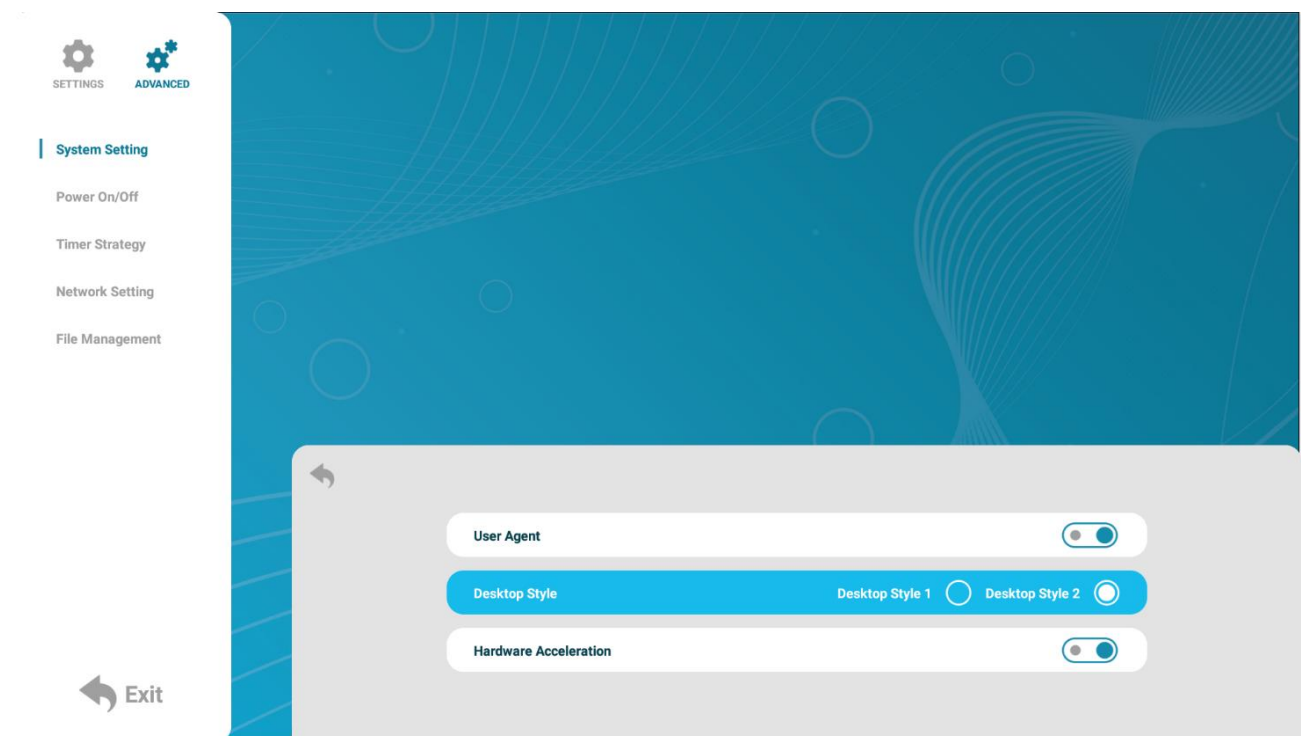 SETTINGS ADVANCED
System Setting
Power On/Off
Timer Strategy
Network Setting
File Management
Exit
User Agent
Desktop Style Desktop Style 1 Desktop Style 2
Hardware Acceleration